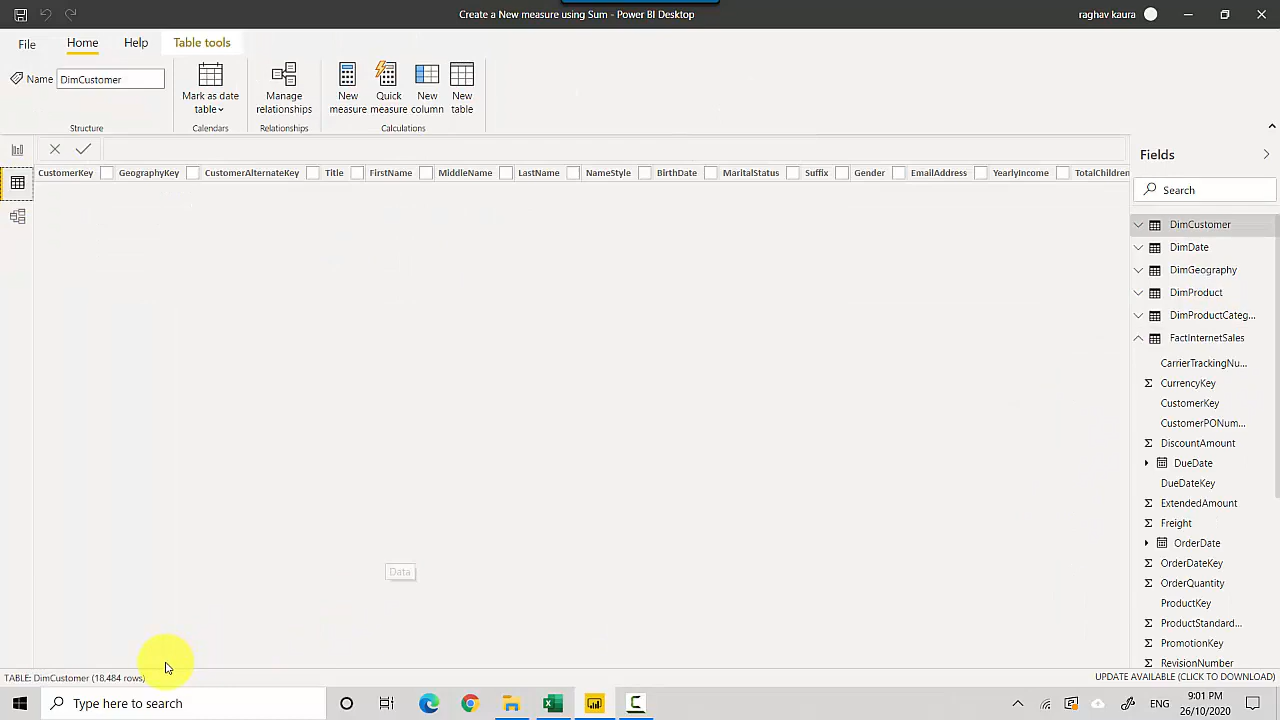 Create a New measure using Sum - Power BI Desktop
raghav kaura
File Home Help Table tools
Name DimCustomer
Mark as date table
Manage relationships
New measure
Quick measure
New column
New table
Structure Calendars Relationships Calculations
Fields
CustomerKey GeographyKey CustomerAlternateKey Title FirstName MiddleName LastName NameStyle BirthDate MaritalStatus Suffix Gender EmailAddress YearlyIncome TotalChildren
Search
DimCustomer
DimDate
DimGeography
DimProduct
DimProductCateg...
FactInternetSales
CarrierTrackingNu...
CurrencyKey
CustomerKey
CustomerPONum...
DiscountAmount
DueDate
DueDateKey
ExtendedAmount
Freight
OrderDate
OrderDateKey
OrderQuantity
ProductKey
ProductStandard...
PromotionKey
RevisionNumber
Data
TABLE: DimCustomer (18,484 rows)
UPDATE AVAILABLE (CLICK TO DOWNLOAD)
Type here to search
ENG
9:01 PM
26/10/2020